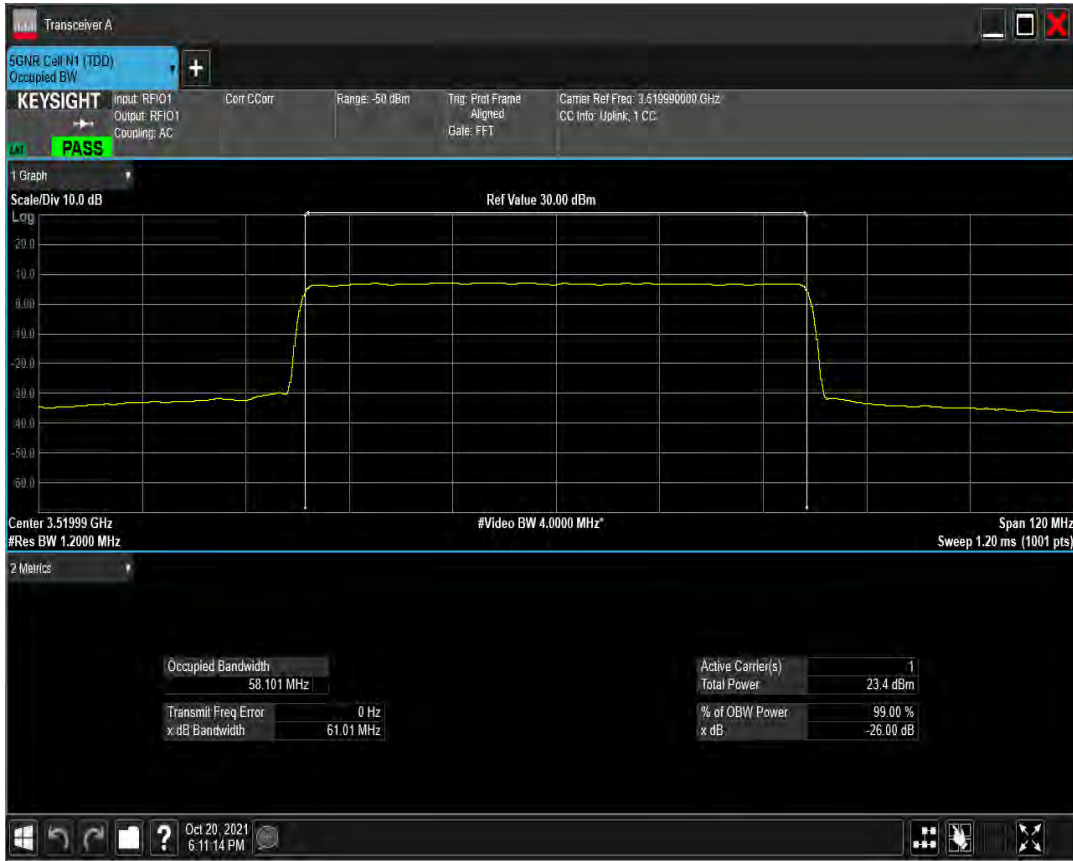 Transceiver A
5GNR Cell N1 (TDD)
Occupied BW
+
KEYSIGHT
PASS
Input: RFIO1
Output: RFIO1
Coupling: AC
Corr CCorr
Range: -50 dBm
Trig: Prot Frame
Aligned
Gate: FFT
Carrier Ref Freq: 3.519990000 GHz
CC Info: Uplink, 1 CC
1 Graph
Scale/Div 10.0 dB
Ref Value 30.00 dBm
Log
20.0
10.0
0.00
-10.0
-20.0
-30.0
-40.0
-50.0
-60.0
Center 3.51999 GHz
#Video BW 4.0000 MHz*
Span 120 MHz
#Res BW 1.2000 MHz
Sweep 1.20 ms (1001 pts)
2 Metrics
Occupied Bandwidth
58.101 MHz
Transmit Freq Error 0 Hz
x dB Bandwidth 61.01 MHz
Active Carrier(s) 1
Total Power 23.4 dBm
% of OBW Power 99.00 %
x dB -26.00 dB
?
Oct 20, 2021
6:11:14 PM